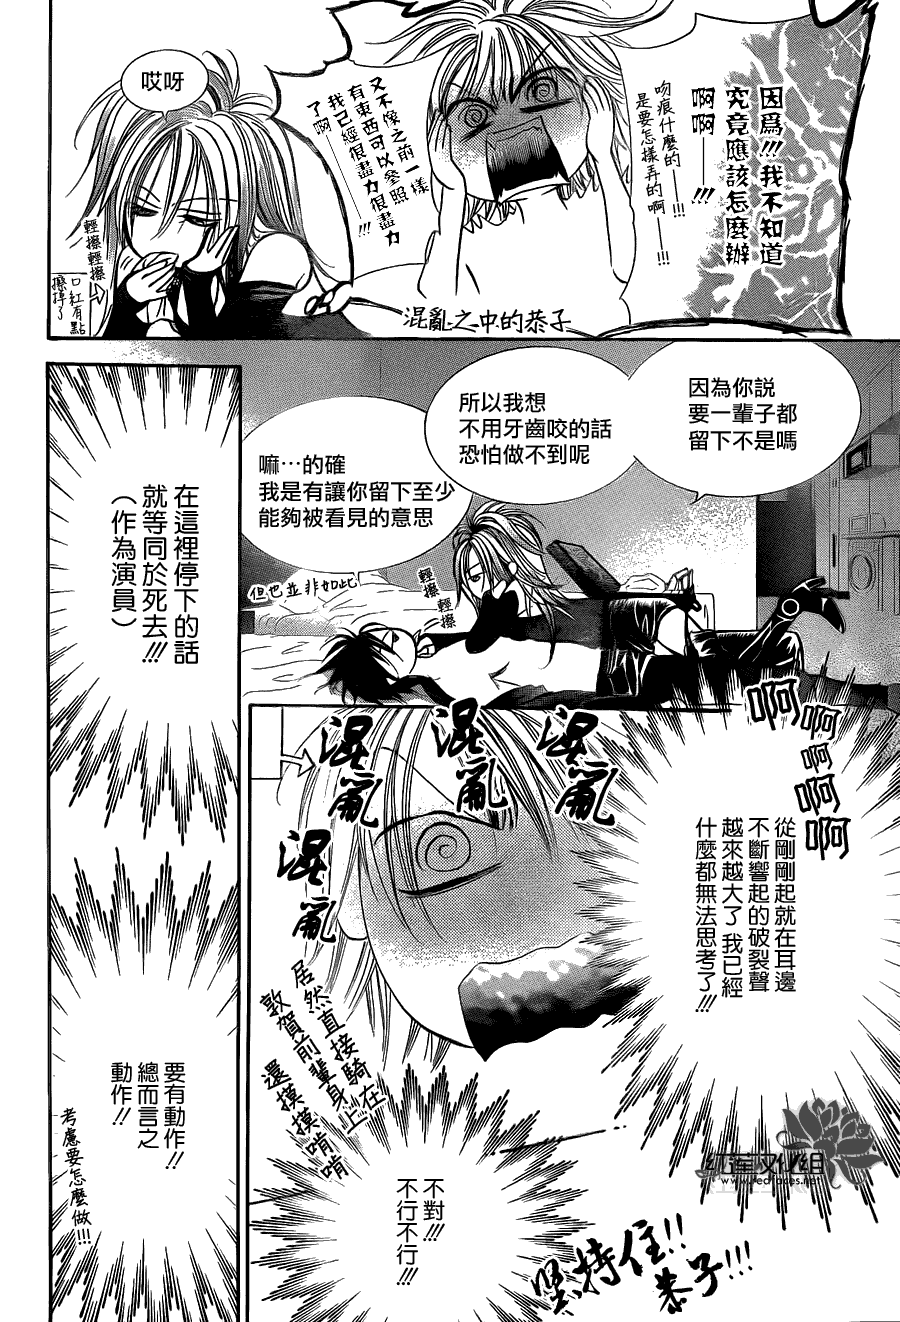 因為!!!我不知道
究竟應該怎麼辦
啊啊——!!!
吻痕什麼的——!!!
是要怎樣弄的啊——!!!
又不像之前一樣
有東西可以參照
我已經很盡力很盡力
了啊——!!!
混亂之中的恭子
哎呀
輕擦輕擦
口紅有點
擦掉了
因為你説
要一輩子都
留下不是嗎
所以我想
不用牙齒咬的話
恐怕做不到呢
嘛…的確
我是有讓你留下至少
能夠被看見的意思
但也並非如此
輕擦
輕擦
在這裡停下的話
就等同於死去!!!
(作為演員)
啊啊啊啊啊
從剛剛起就在耳邊
不斷響起的破裂聲
越來越大了 我已經
什麼都無法思考了!!!
混亂
混亂
混亂
混亂
居然直接騎在
敦賀前輩身上
還摸摸啃啃
不對!!!
不行不行!!!
堅持住!!
恭子!!!
要有動作!!
總而言之
動作!!
考慮要怎麼做!!!
紅蓮文化組
www.redfaces.net